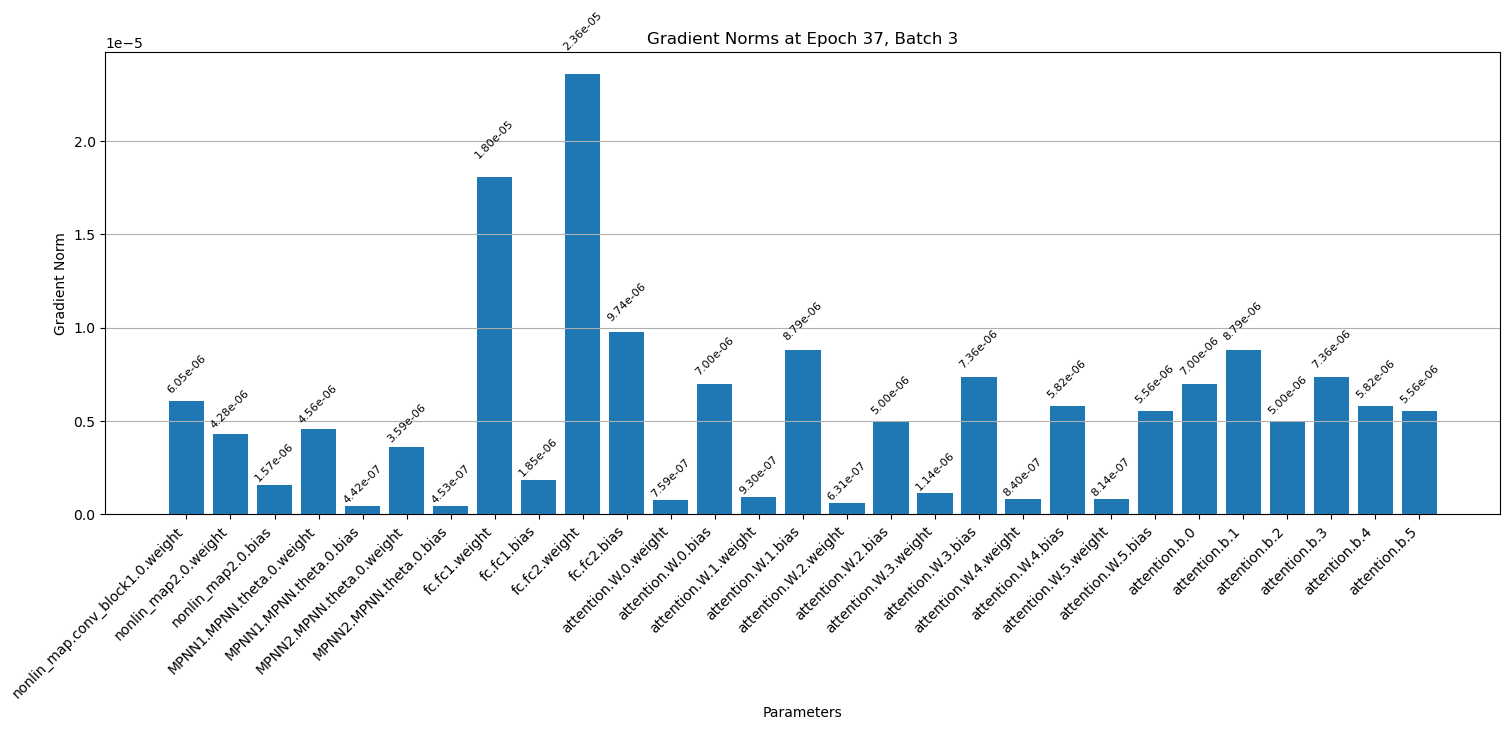 Gradient Norms at Epoch 37, Batch 3
1e−5
Gradient Norm
2.0
1.5
1.0
0.5
0.0
6.05e-06
4.28e-06
1.57e-06
4.56e-06
4.42e-07
3.59e-06
4.53e-07
1.80e-05
1.85e-06
2.36e-05
9.74e-06
7.59e-07
7.00e-06
9.30e-07
8.79e-06
6.31e-07
5.00e-06
1.14e-06
7.36e-06
8.40e-07
5.82e-06
8.14e-07
5.56e-06
7.00e-06
8.79e-06
5.00e-06
7.36e-06
5.82e-06
5.56e-06
nonlin_map.conv_block1.0.weight
nonlin_map2.0.weight
nonlin_map2.0.bias
MPNN1.MPNN.theta.0.weight
MPNN1.MPNN.theta.0.bias
MPNN2.MPNN.theta.0.weight
MPNN2.MPNN.theta.0.bias
fc.fc1.weight
fc.fc1.bias
fc.fc2.weight
fc.fc2.bias
attention.W.0.weight
attention.W.0.bias
attention.W.1.weight
attention.W.1.bias
attention.W.2.weight
attention.W.2.bias
attention.W.3.weight
attention.W.3.bias
attention.W.4.weight
attention.W.4.bias
attention.W.5.weight
attention.W.5.bias
attention.b.0
attention.b.1
attention.b.2
attention.b.3
attention.b.4
attention.b.5
Parameters